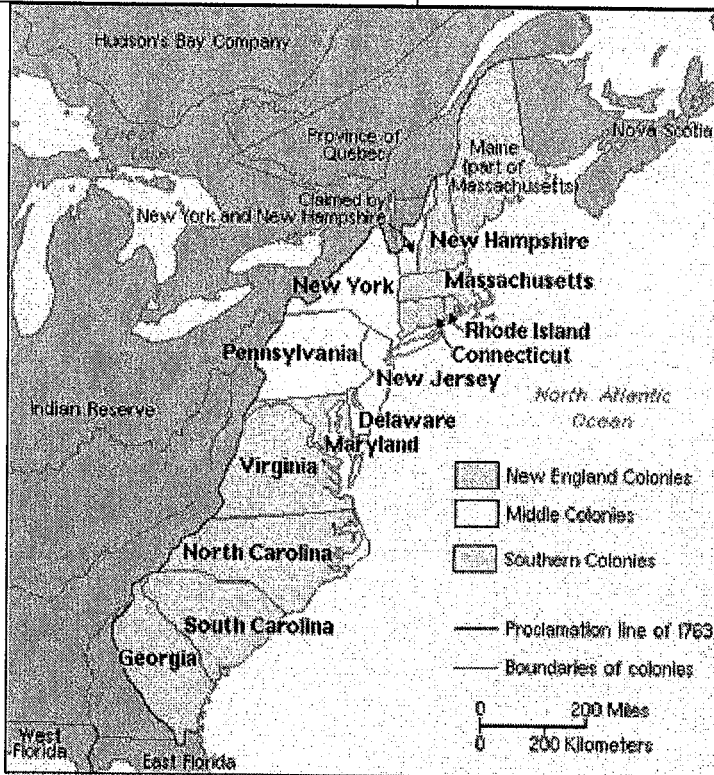 Hudson's Bay Company
Province of
Quebec
Nova Scotia
Maine
(part of
Massachusetts)
Claimed by
New York and New Hampshire
New Hampshire
New York
Massachusetts
Rhode Island
Connecticut
Pennsylvania
New Jersey
North Atlantic
Ocean
Indian Reserve
Delaware
Maryland
Virginia
New England Colonies
Middle Colonies
North Carolina
Southern Colonies
South Carolina
Proclamation line of 1763
Georgia
Boundaries of colonies
0 200 Miles
0 200 Kilometers
West
Florida
East Florida